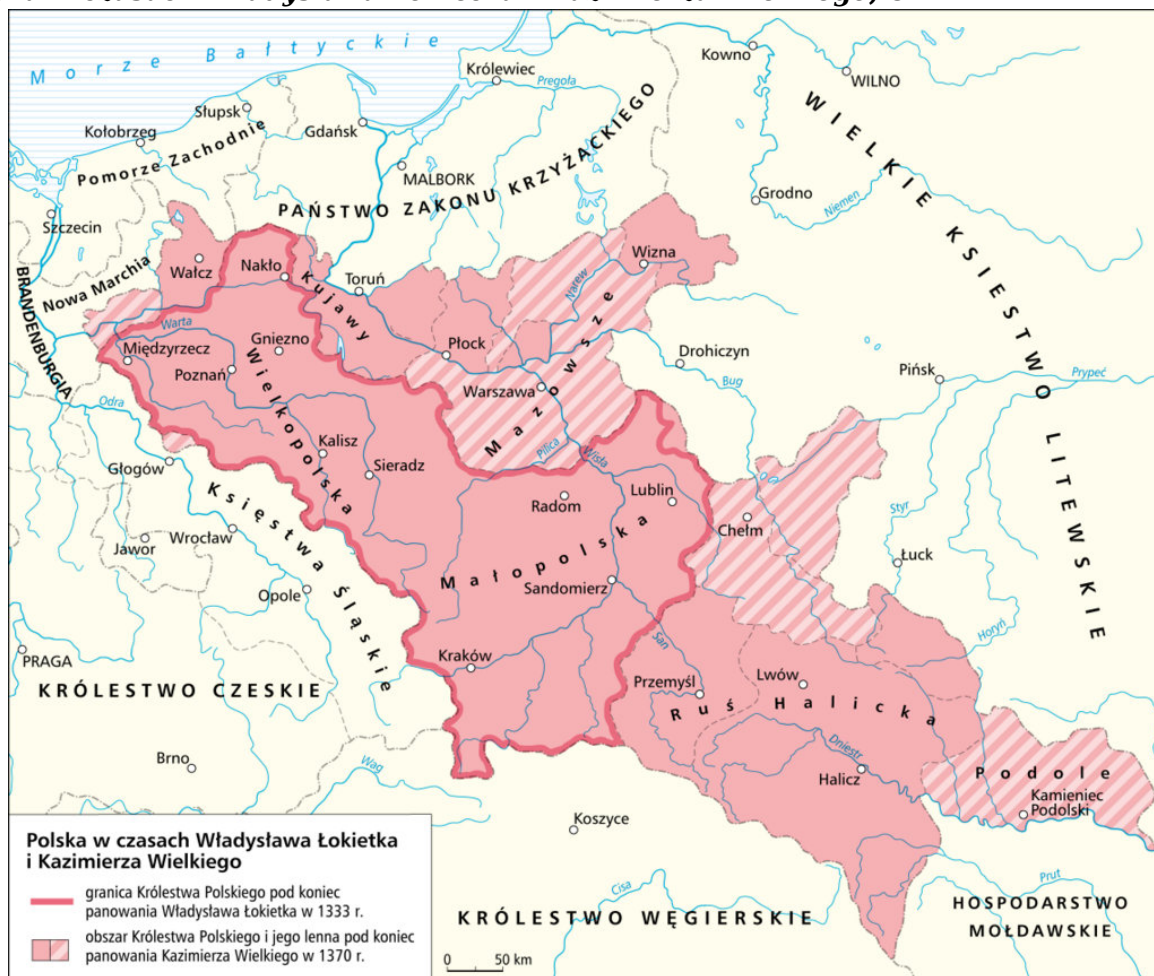 Morze Bałtyckie
Kowno
WILNO
Królewiec
Pregoła
Słupsk
Kołobrzeg
Gdańsk
Pomorze Zachodnie
MALBORK
PAŃSTWO ZAKONU KRZYŻACKIEGO
WIELKIE KSIĘSTWO LITEWSKIE
Grodno
Niemen
Szczecin
Wałcz
Nakło
Wizna
Toruń
Narew
BRANDENBURGIA
Nowa Marchia
Kujawy
Warta
Gniezno
Płock
Międzyrzecz
Poznań
Wielkopolska
Warszawa
Mazowsze
Drohiczyn
Bug
Pińsk
Prypeć
Odra
Kalisz
Sieradz
Pilica
Wisła
Głogów
Radom
Lublin
Księstwa Śląskie
Małopolska
Chełm
Styr
Jawor
Wrocław
Łuck
Opole
Sandomierz
Horyń
San
PRAGA
Kraków
KRÓLESTWO CZESKIE
Przemyśl
Lwów
Ruś Halicka
Dniestr
Brno
Wag
Halicz
Podole
Kamieniec
Podolski
Koszyce
Polska w czasach Władysława Łokietka
i Kazimierza Wielkiego
granica Królestwa Polskiego pod koniec
panowania Władysława Łokietka w 1333 r.
obszar Królestwa Polskiego i jego lenna pod koniec
panowania Kazimierza Wielkiego w 1370 r.
0 50 km
Cisa
Prut
KRÓLESTWO WĘGIERSKIE
HOSPODARSTWO
MOŁDAWSKIE